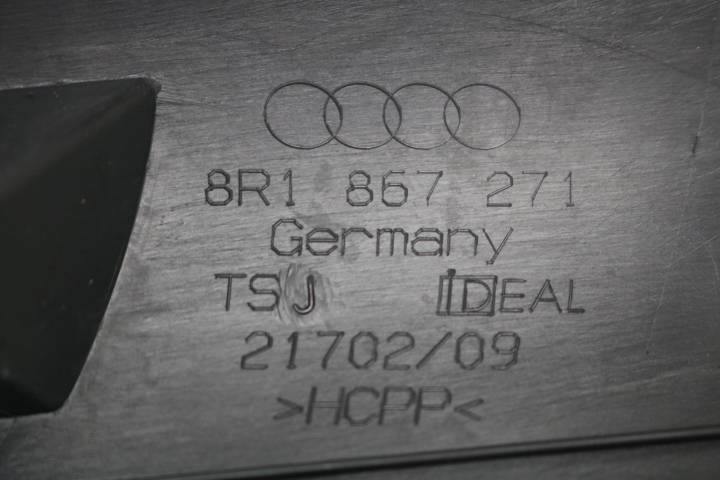 8R1 867 271
Germany
TSJ IDEAL
21702/09
>HCPP<